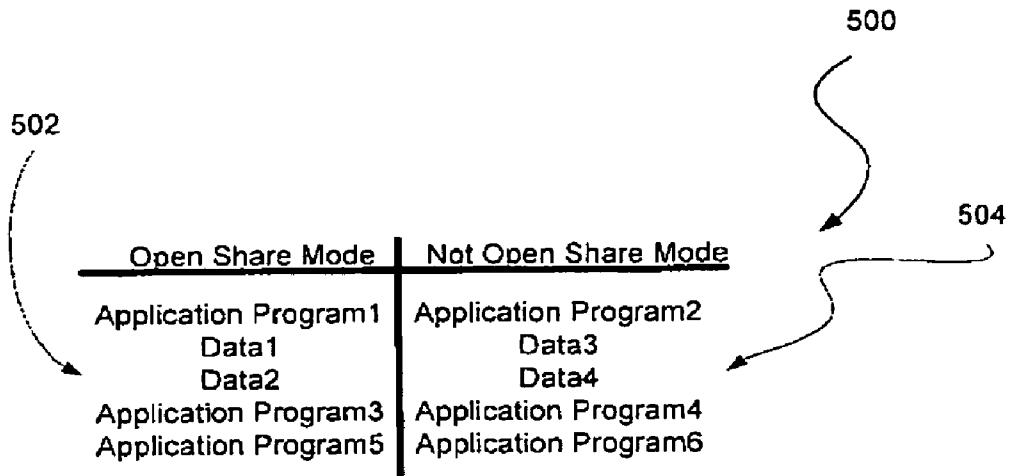 500
502
504
Open Share Mode Not Open Share Mode
Application Program1 Application Program2
Data1 Data3
Data2 Data4
Application Program3 Application Program4
Application Program5 Application Program6